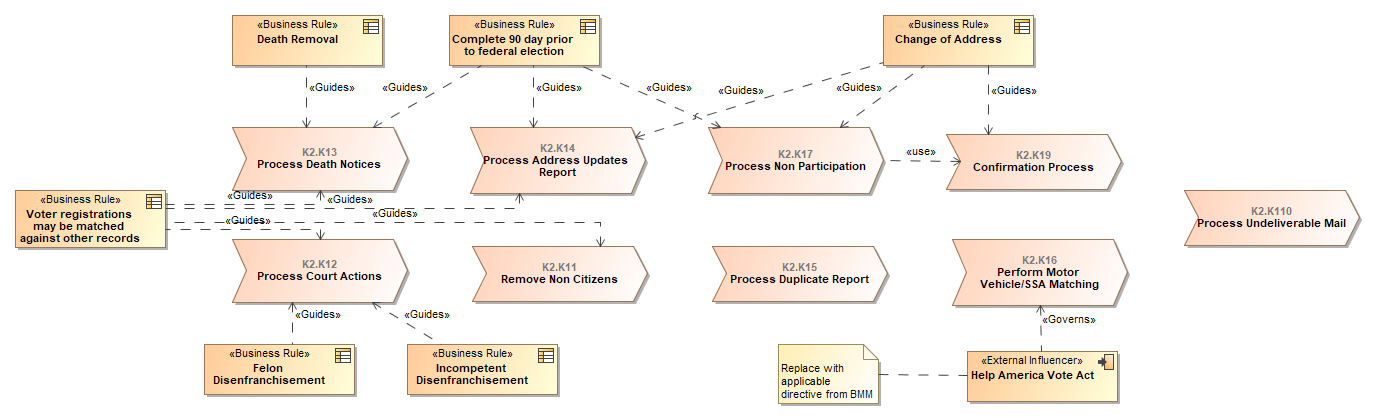 «Business Rule»
Death Removal
«Business Rule»
Complete 90 day prior
to federal election
«Business Rule»
Change of Address
«Guides»
«Guides»
«Guides»
«Guides»
«Guides»
«Guides»
«Guides»
K2.K13
Process Death Notices
K2.K14
Process Address Updates
Report
K2.K17
Process Non Participation
«use»
K2.K19
Confirmation Process
«Business Rule»
Voter registrations
may be matched
against other records
«Guides»
«Guides»
«Guides»
«Guides»
K2.K110
Process Undeliverable Mail
K2.K12
Process Court Actions
K2.K11
Remove Non Citizens
K2.K15
Process Duplicate Report
K2.K16
Perform Motor
Vehicle/SSA Matching
«Guides»
«Guides»
«Governs»
«Business Rule»
Felon
Disenfranchisement
«Business Rule»
Incompetent
Disenfranchisement
Replace with
applicable
directive from BMM
«External Influencer»
Help America Vote Act